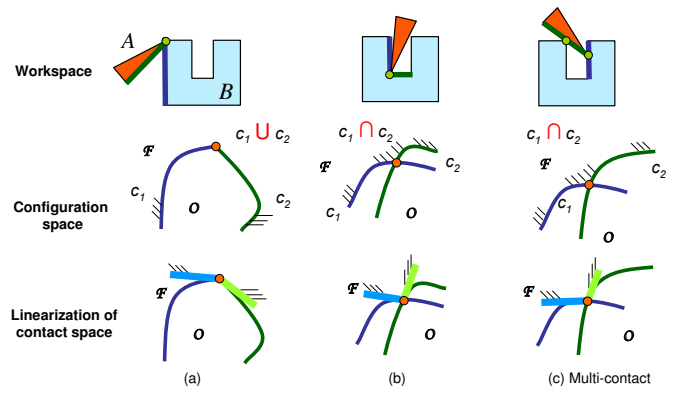 A
B
Workspace
c1 ∪ c2
c1 ∩ c2
c1 ∩ c2
F
c1
O
c2
F
c1
O
c2
F
c1
O
c2
Configuration
space
F
O
F
O
F
O
Linearization of
contact space
(a)
(b)
(c) Multi-contact